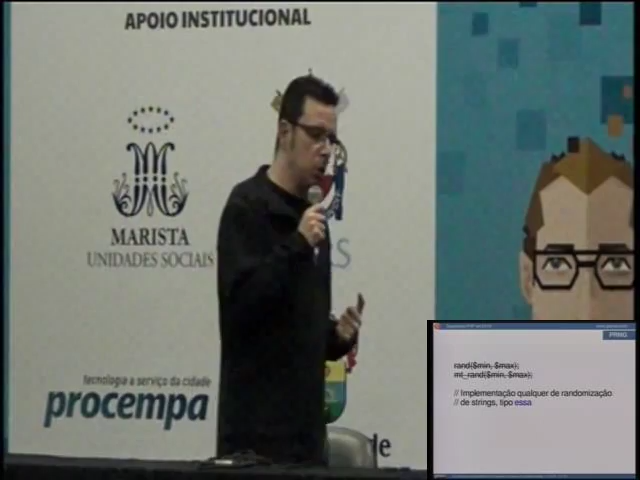 APOIO INSTITUCIONAL
MARISTA
UNIDADES SOCIAIS
tecnologia a serviço da cidade
procempa
de
PRNG
rand($min, $max);
mt_rand($min, $max);
// Implementação qualquer de randomização
// de strings, tipo essa